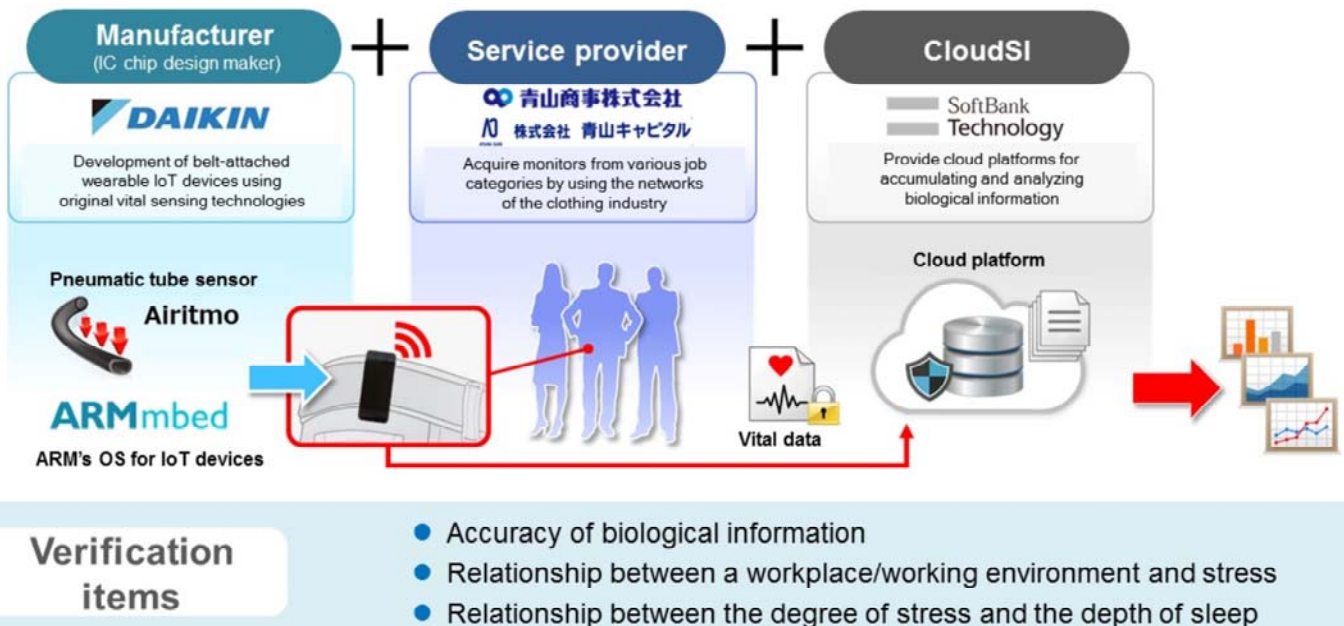 Manufacturer
(IC chip design maker)
DAIKIN
Development of belt-attached
wearable IoT devices using
original vital sensing technologies
Service provider
青山商事株式会社
株式会社 青山キャピタル
Acquire monitors from various job
categories by using the networks
of the clothing industry
CloudSI
SoftBank
Technology
Provide cloud platforms for
accumulating and analyzing
biological information
Pneumatic tube sensor
Airitmo
ARMmbed
ARM's OS for IoT devices
Vital data
Cloud platform
Verification
items
Accuracy of biological information
Relationship between a workplace/working environment and stress
Relationship between the degree of stress and the depth of sleep